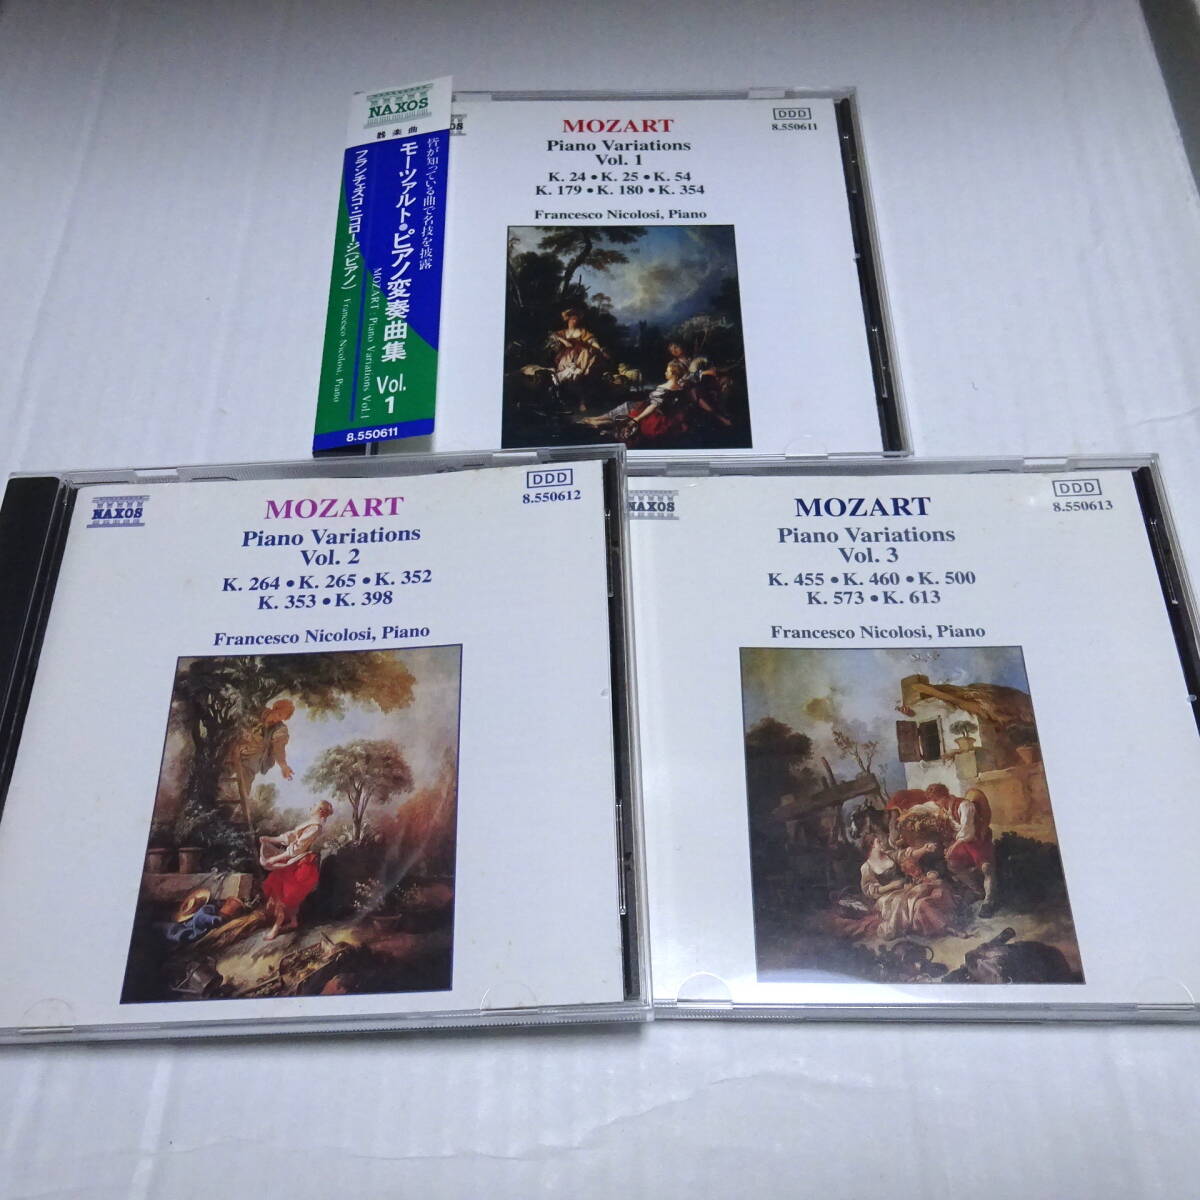 NAXOS
器楽曲
皆が知っている曲で名技を披露
モーツァルト・ピアノ変奏曲集 Vol. 1
MOZART : Piano Variations Vol.1
フランチェスコ・ニコロージ(ピアノ)
Francesco Nicolosi, Piano
8.550611
MOZART
DDD
8.550611
Piano Variations
Vol. 1
K. 24 • K. 25 • K. 54
K. 179 • K. 180 • K. 354
Francesco Nicolosi, Piano
NAXOS
MOZART
DDD
8.550612
Piano Variations
Vol. 2
K. 264 • K. 265 • K. 352
K. 353 • K. 398
Francesco Nicolosi, Piano
NAXOS
MOZART
DDD
8.550613
Piano Variations
Vol. 3
K. 455 • K. 460 • K. 500
K. 573 • K. 613
Francesco Nicolosi, Piano